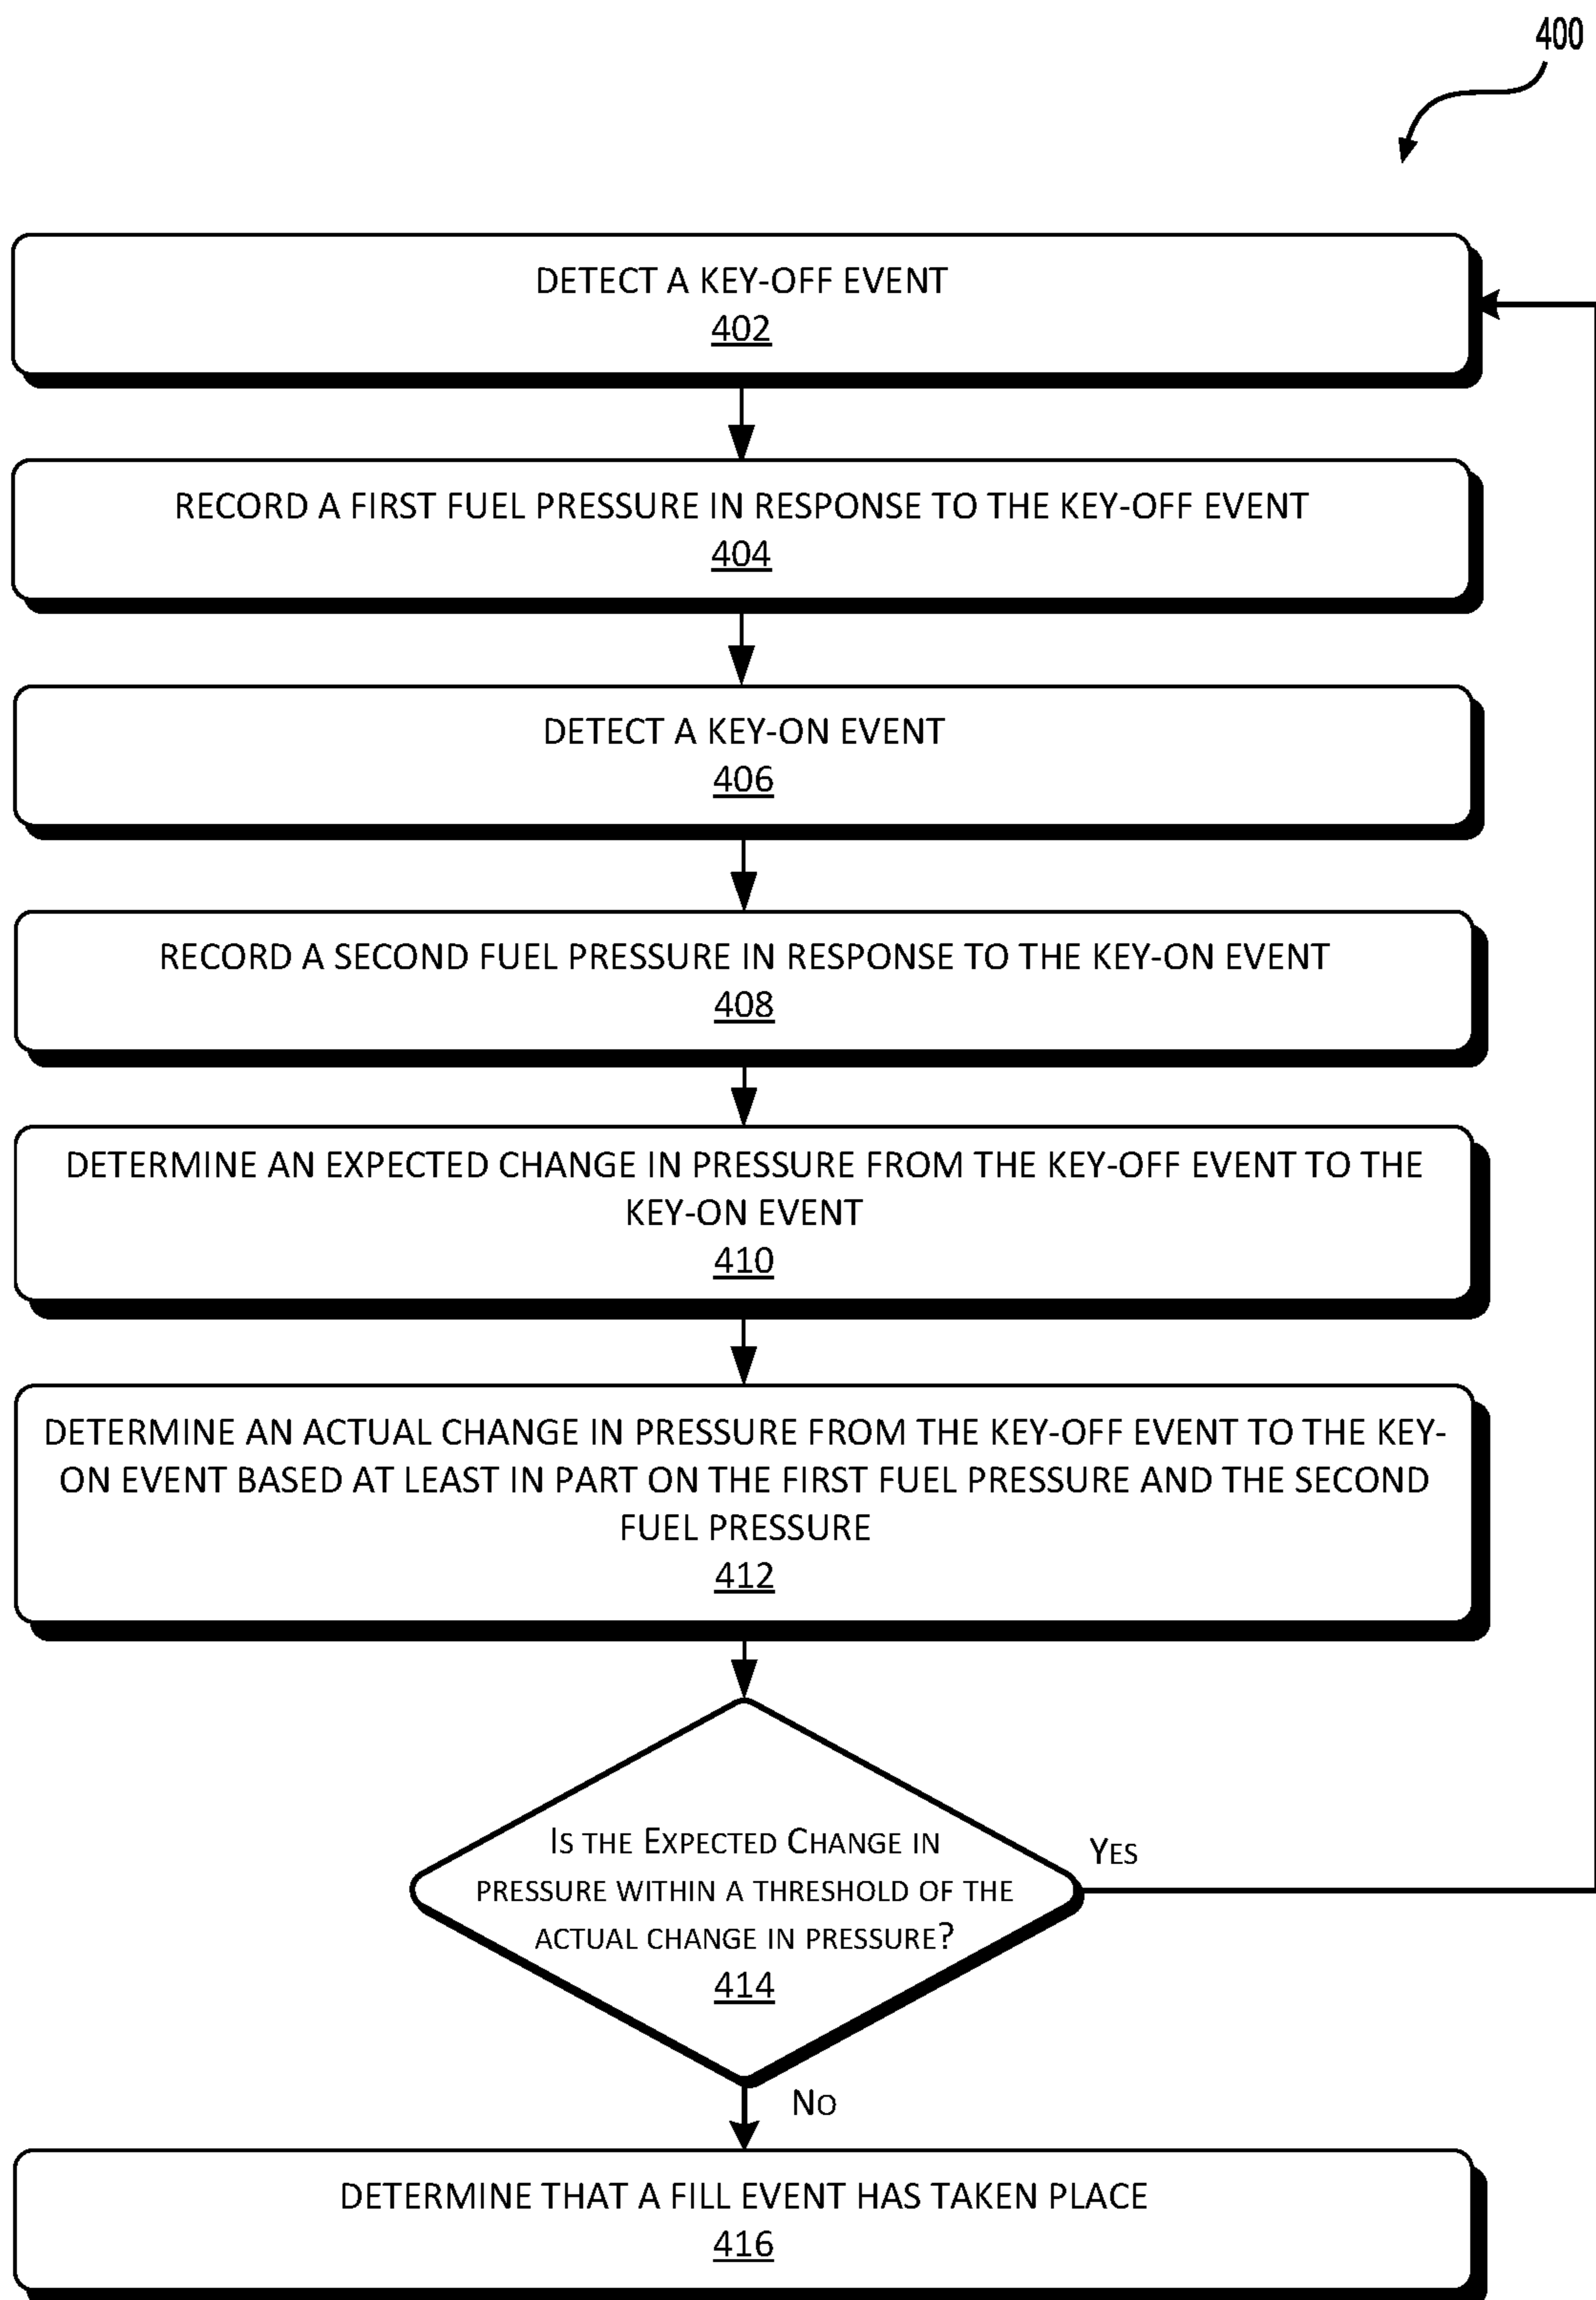 400
DETECT A KEY-OFF EVENT
402
RECORD A FIRST FUEL PRESSURE IN RESPONSE TO THE KEY-OFF EVENT
404
DETECT A KEY-ON EVENT
406
RECORD A SECOND FUEL PRESSURE IN RESPONSE TO THE KEY-ON EVENT
408
DETERMINE AN EXPECTED CHANGE IN PRESSURE FROM THE KEY-OFF EVENT TO THE
KEY-ON EVENT
410
DETERMINE AN ACTUAL CHANGE IN PRESSURE FROM THE KEY-OFF EVENT TO THE KEY-
ON EVENT BASED AT LEAST IN PART ON THE FIRST FUEL PRESSURE AND THE SECOND
FUEL PRESSURE
412
IS THE EXPECTED CHANGE IN
PRESSURE WITHIN A THRESHOLD OF THE
ACTUAL CHANGE IN PRESSURE?
414
YES
NO
DETERMINE THAT A FILL EVENT HAS TAKEN PLACE
416